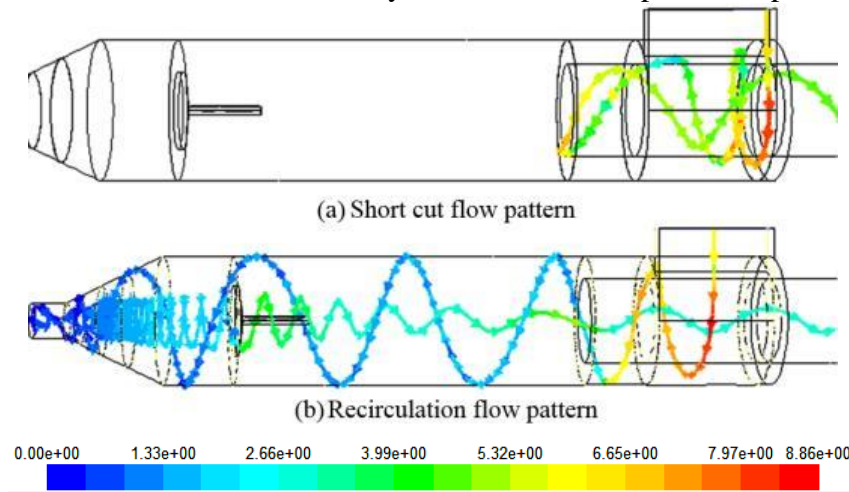 (a) Short cut flow pattern
(b) Recirculation flow pattern
0.00e+00 1.33e+00 2.66e+00 3.99e+00 5.32e+00 6.65e+00 7.97e+00 8.86e+00